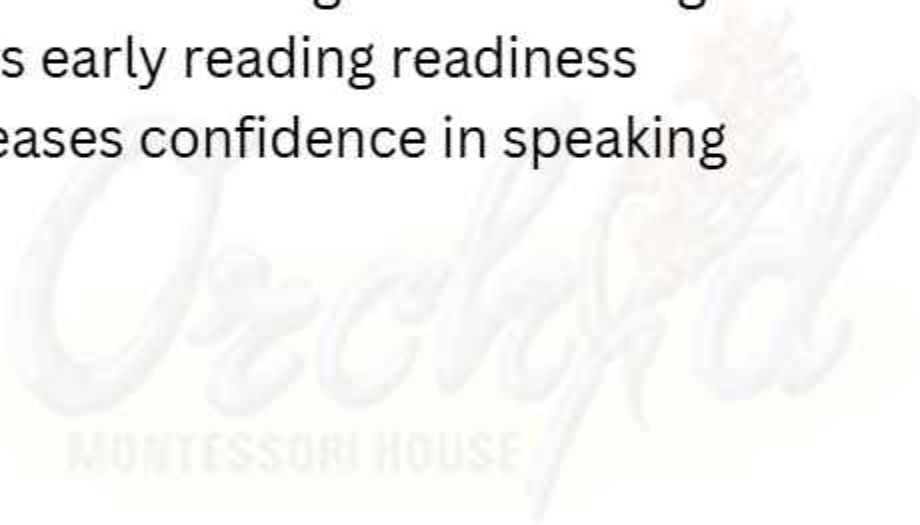 s early reading readiness
eases confidence in speaking
Orchid
MONTESSORI HOUSE